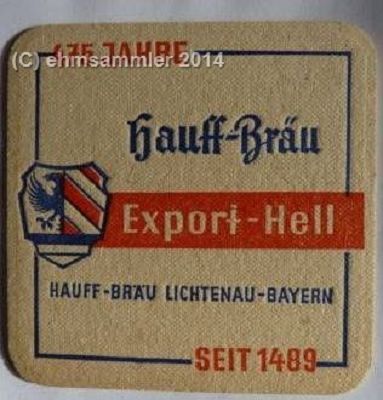 475 JAHRE
(C) ehmsammler 2014
Hauff-Bräu
Export-Hell
HAUFF-BRÄU LICHTENAU-BAYERN
SEIT 1489